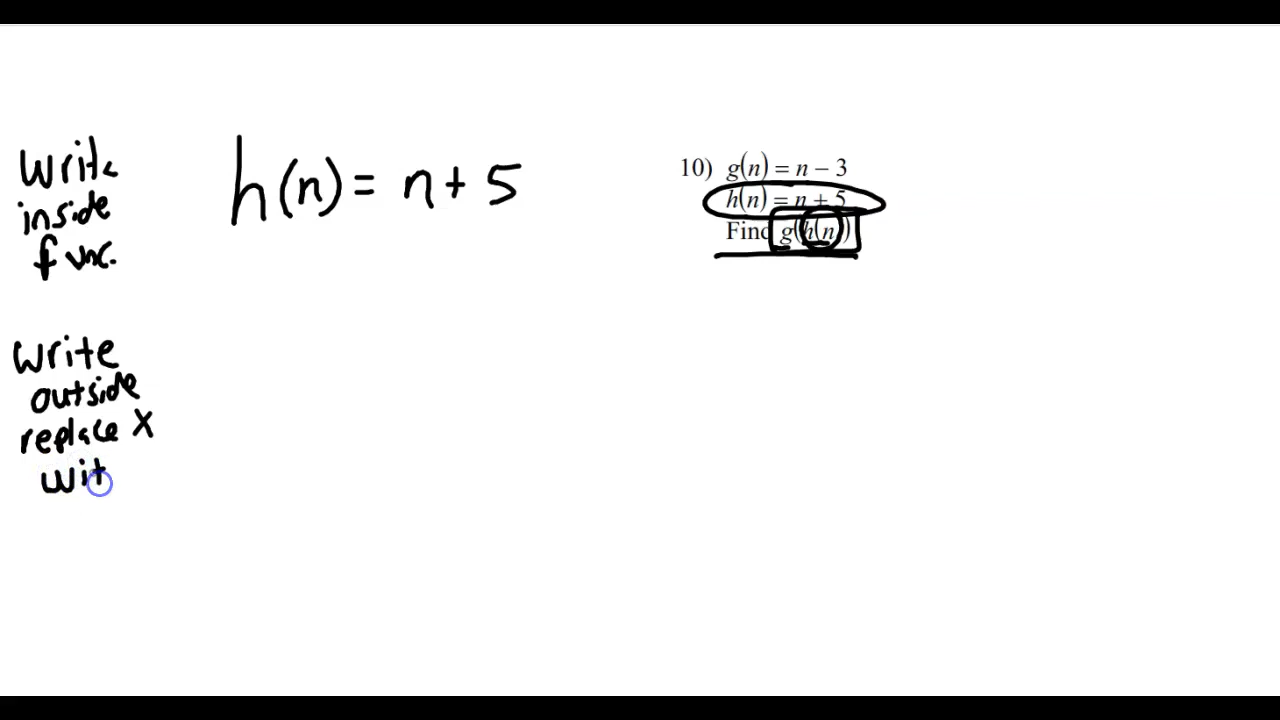 write
inside
func.
h(n) = n + 5
10) g(n) = n − 3
h(n) = n + 5
Find g(h(n))
write
outside
replace x
wit